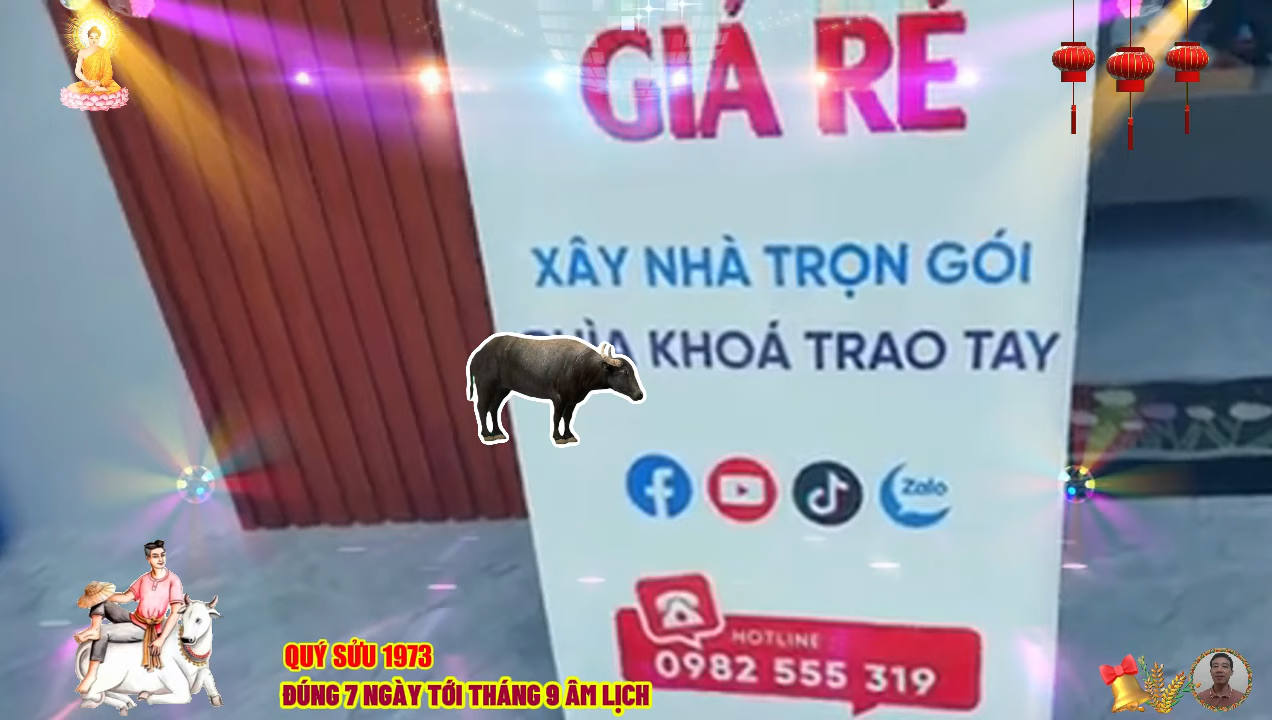 GIÁ RẺ
XÂY NHÀ TRỌN GÓI
KHOÁ TRAO TAY
Zalo
HOTLINE
0982 555 319
QUÝ SỬU 1973
ĐÚNG 7 NGÀY TỚI THÁNG 9 ÂM LỊCH